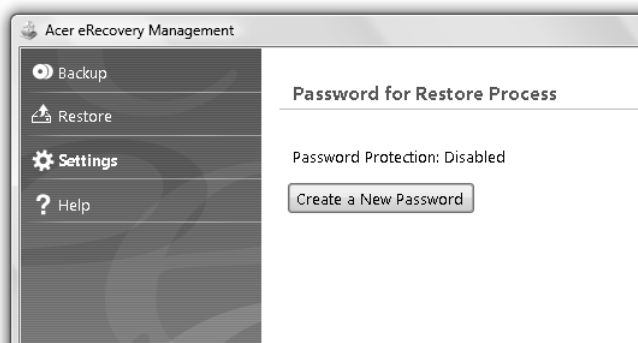 Acer eRecovery Management
Backup
Restore
Settings
Help
Password for Restore Process
Password Protection: Disabled
Create a New Password